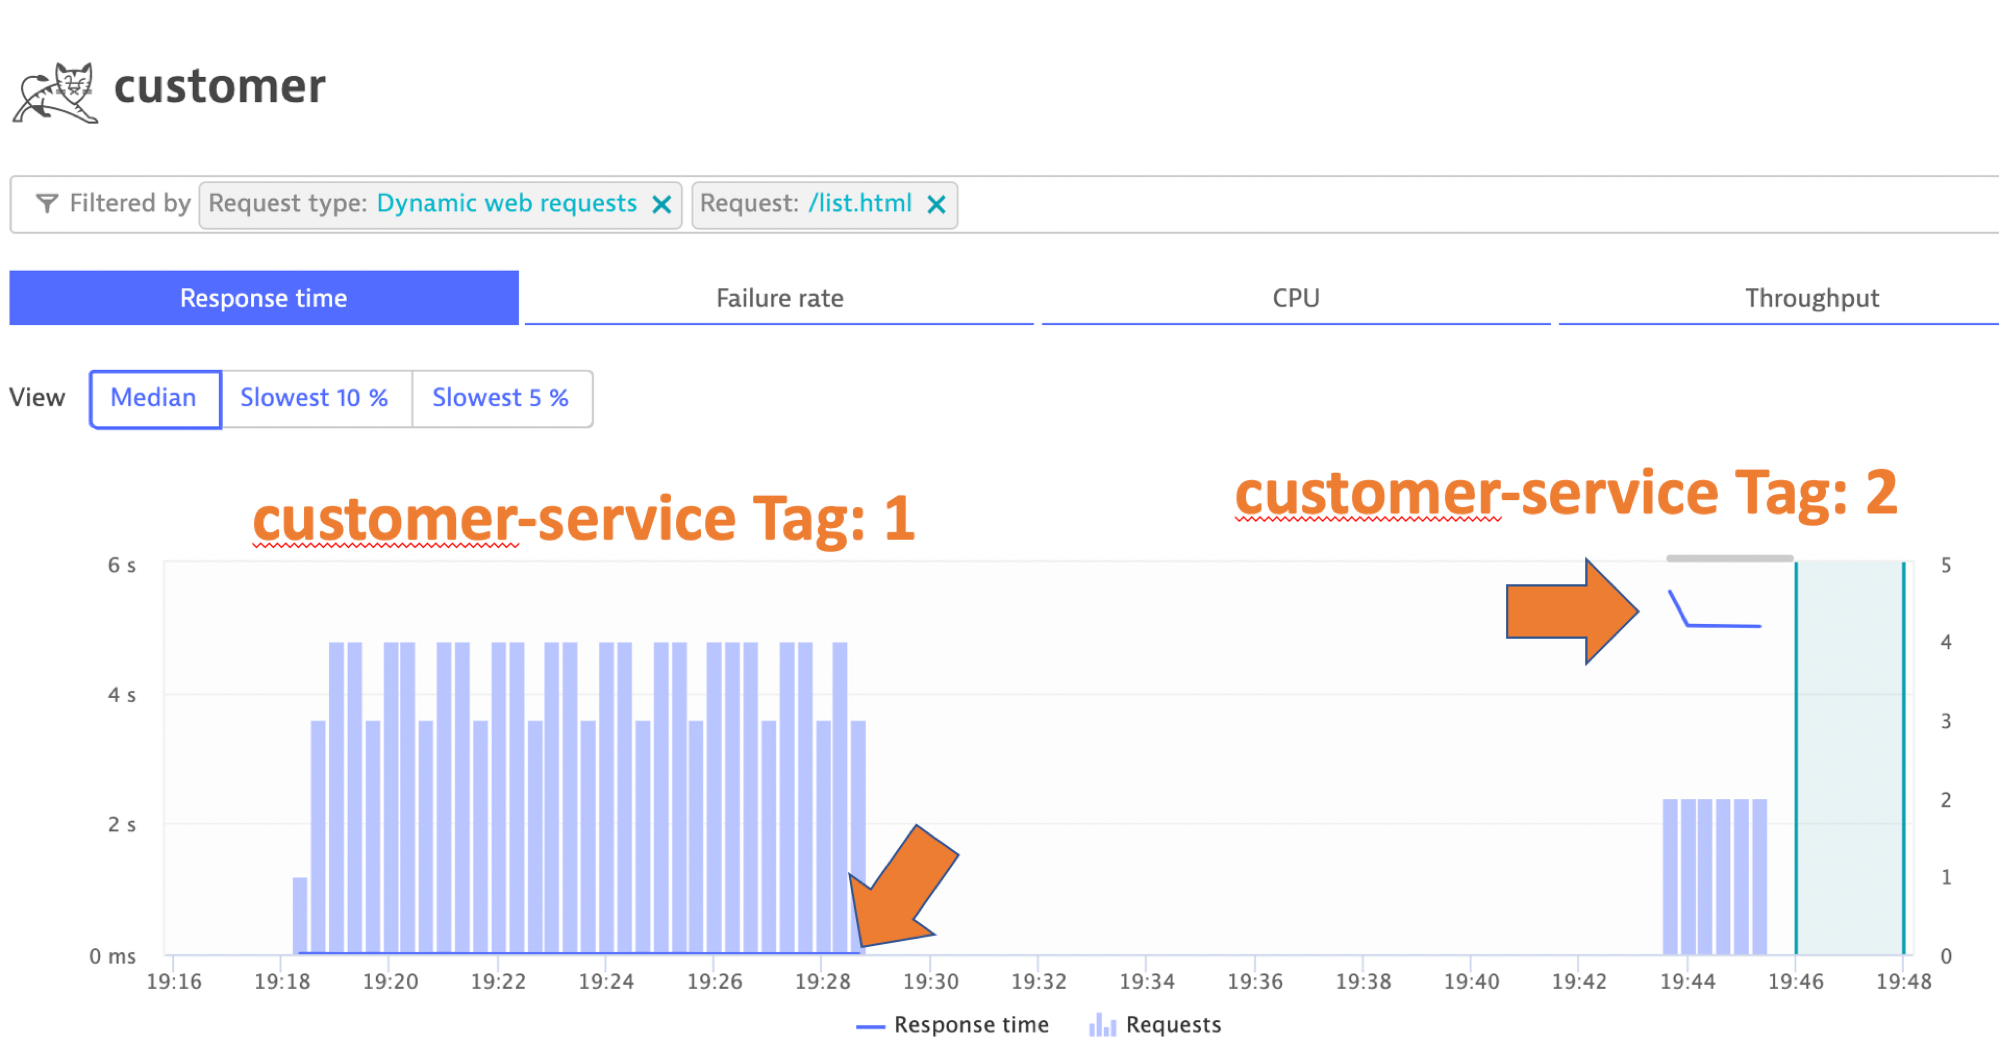 customer
Filtered by Request type: Dynamic web requests Request: /list.html
Response time Failure rate CPU Throughput
View Median Slowest 10 % Slowest 5 %
customer-service Tag: 1
customer-service Tag: 2
6 s
4 s
2 s
0 ms
5
4
3
2
1
0
19:16 19:18 19:20 19:22 19:24 19:26 19:28 19:30 19:32 19:34 19:36 19:38 19:40 19:42 19:44 19:46 19:48
Response time Requests